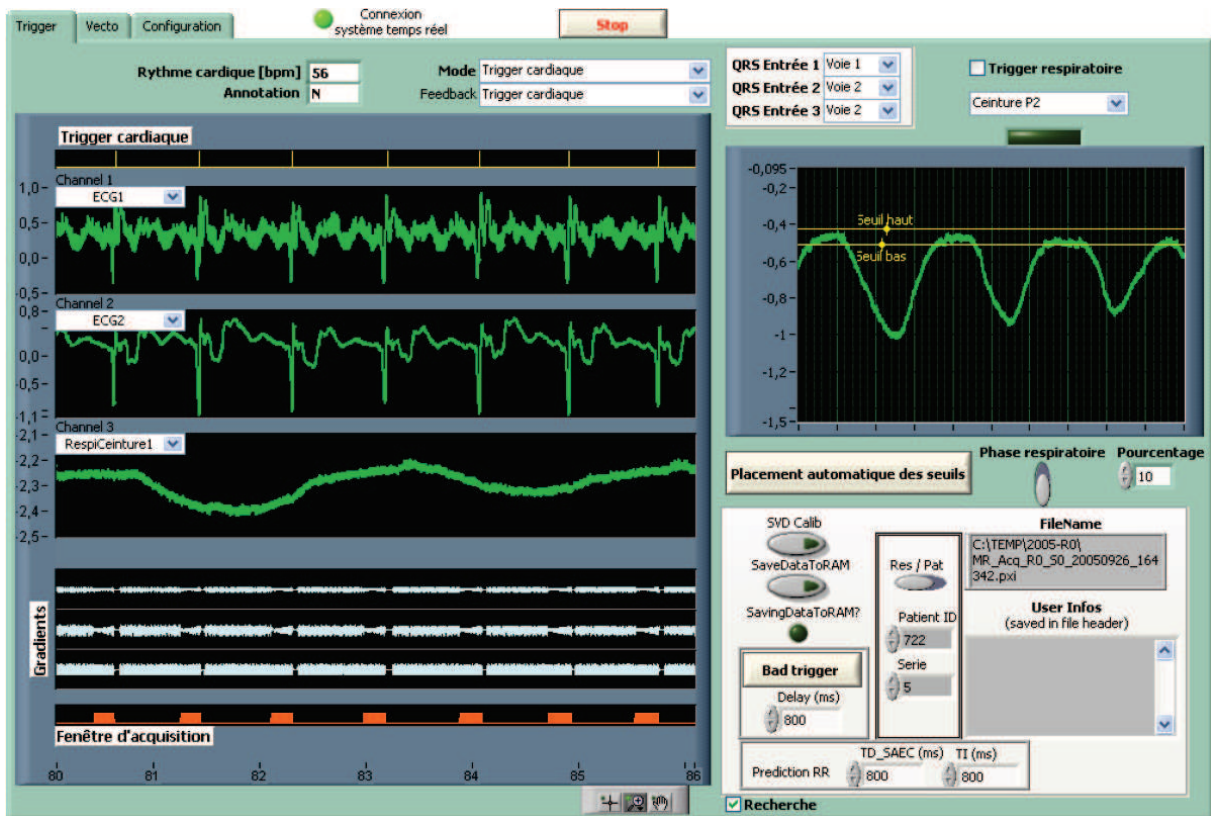 Trigger
Vecto
Configuration
Connexion
système temps réel
Stop
Rythme cardique [bpm] 56
Annotation N
Mode Trigger cardiaque
Feedback Trigger cardiaque
QRS Entrée 1 Voie 1
QRS Entrée 2 Voie 2
QRS Entrée 3 Voie 2
Trigger respiratoire
Ceinture P2
Trigger cardiaque
Channel 1
ECG1
1,0-
0,5-
0,0-
-0,5-
Channel 2
ECG2
0,8-
0,0-
-0,5-
-1,1-
Channel 3
RespiCeinture1
-2,1-
-2,2-
-2,3-
-2,4-
-2,5-
Gradients
Fenêtre d'acquisition
80 81 82 83 84 85 86
-0,095-
-0,2-
-0,4-
-0,6-
-0,8-
-1-
-1,2-
-1,5-
Seuil haut
Seuil bas
Placement automatique des seuils
Phase respiratoire
Pourcentage
10
SVD Calib
SaveDataToRAM
SavingDataToRAM?
Bad trigger
Delay (ms)
800
Res / Pat
Patient ID
722
Serie
5
FileName
C:\TEMP\2005-R0\
MR_Acq_R0_S0_20050926_164
342.pxi
User Infos
(saved in file header)
Prediction RR
TD_SAEC (ms)
800
TI (ms)
800
Recherche